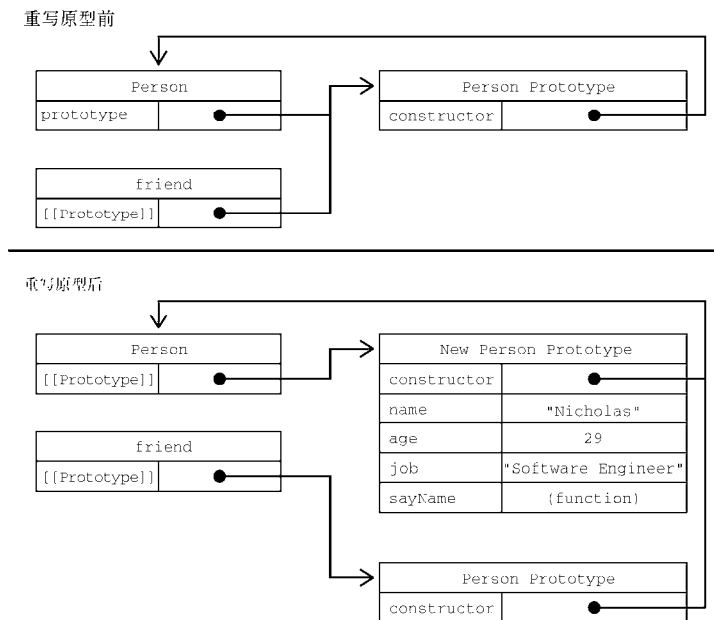 重写原型前
Person
prototype
Person Prototype
constructor
friend
[[Prototype]]
重写原型后
Person
[[Prototype]]
New Person Prototype
constructor
name "Nicholas"
age 29
job "Software Engineer"
sayName (function)
friend
[[Prototype]]
Person Prototype
constructor